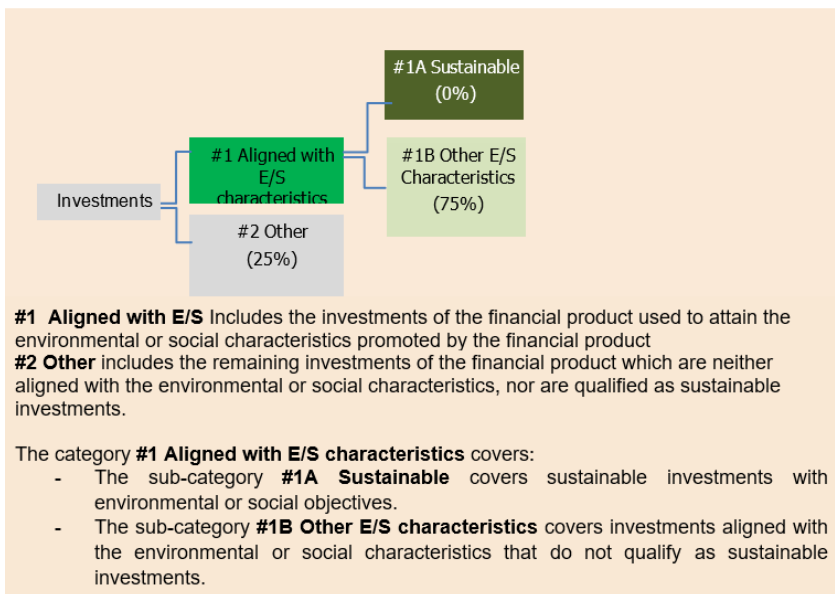 #1A Sustainable
(0%)
#1 Aligned with
E/S
characteristics
#1B Other E/S
Characteristics
(75%)
Investments
#2 Other
(25%)
#1 Aligned with E/S Includes the investments of the financial product used to attain the
environmental or social characteristics promoted by the financial product
#2 Other includes the remaining investments of the financial product which are neither
aligned with the environmental or social characteristics, nor are qualified as sustainable
investments.
The category #1 Aligned with E/S characteristics covers:
- The sub-category #1A Sustainable covers sustainable investments with
environmental or social objectives.
- The sub-category #1B Other E/S characteristics covers investments aligned with
the environmental or social characteristics that do not qualify as sustainable
investments.